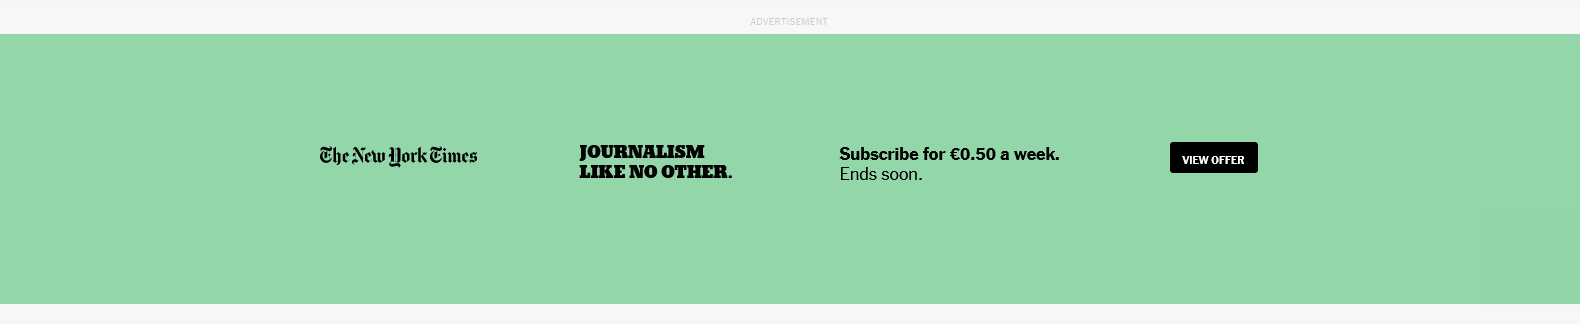 ADVERTISEMENT
The New York Times
JOURNALISM
LIKE NO OTHER.
Subscribe for €0.50 a week.
Ends soon.
VIEW OFFER